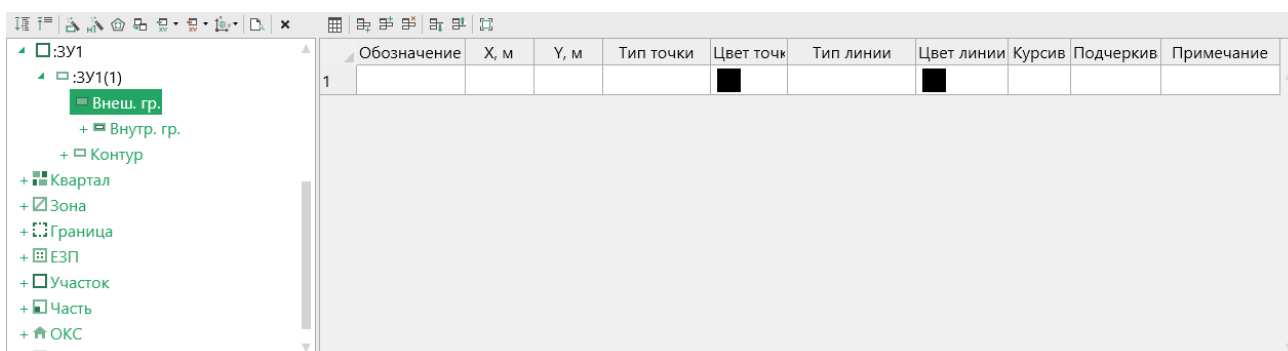 :ЗУ1
:ЗУ1(1)
Внеш. гр.
+ Внутр. гр.
+ Контур
+ Квартал
+ Зона
+ Граница
+ ЕЗП
+ Участок
+ Часть
+ ОКС
Обозначение X, м Y, м Тип точки Цвет точк Тип линии Цвет линии Курсив Подчеркив Примечание
1